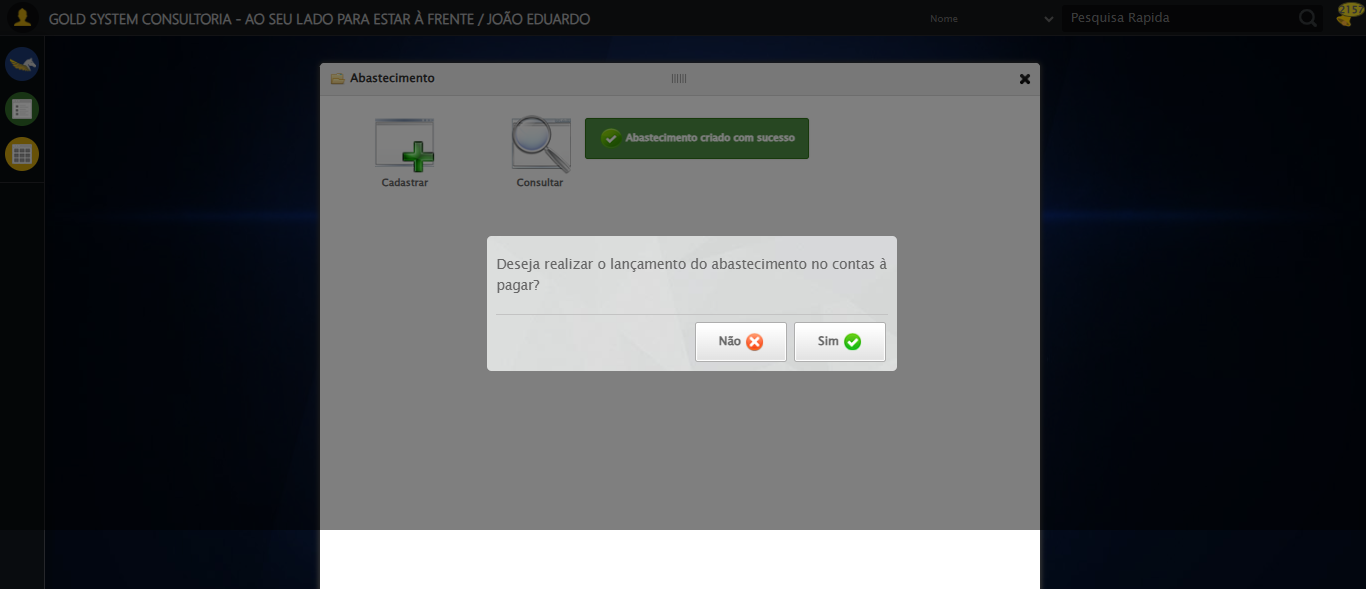 GOLD SYSTEM CONSULTORIA - AO SEU LADO PARA ESTAR À FRENTE / JOÃO EDUARDO
Nome
Pesquisa Rapida
2157
Abastecimento
Abastecimento criado com sucesso
Cadastrar
Consultar
Deseja realizar o lançamento do abastecimento no contas à
pagar?
Não
Sim